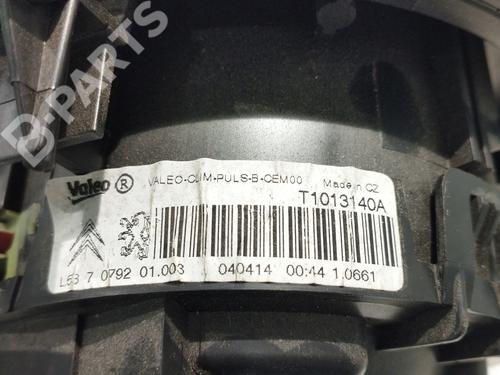 B-PARTS
Valeo ® VALEO-CLIM-PULS-B-CEM00 Made in CZ
T1013140A
L53 7 0792 01.003 040414 00:44 1.0661